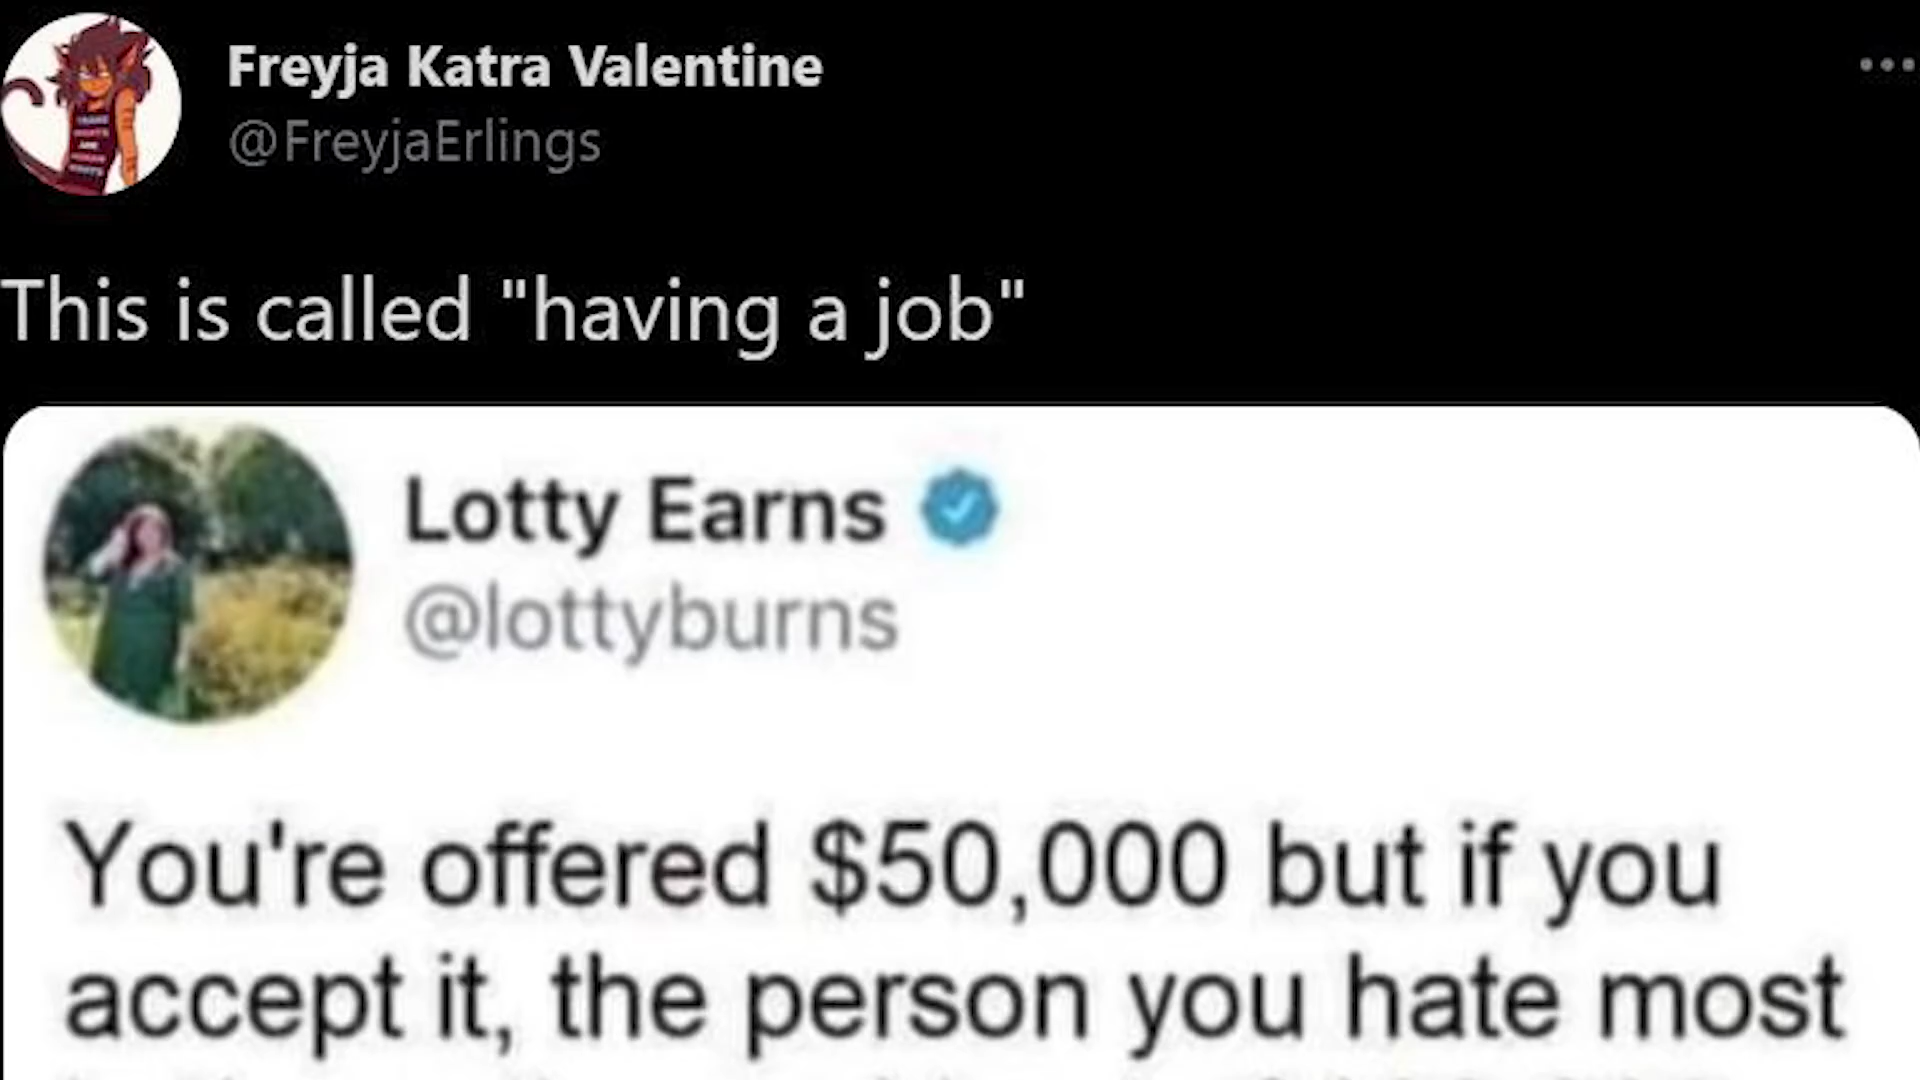 Freyja Katra Valentine
@FreyjaErlings
This is called "having a job"
Lotty Earns
@lottyburns
You're offered $50,000 but if you
accept it, the person you hate most